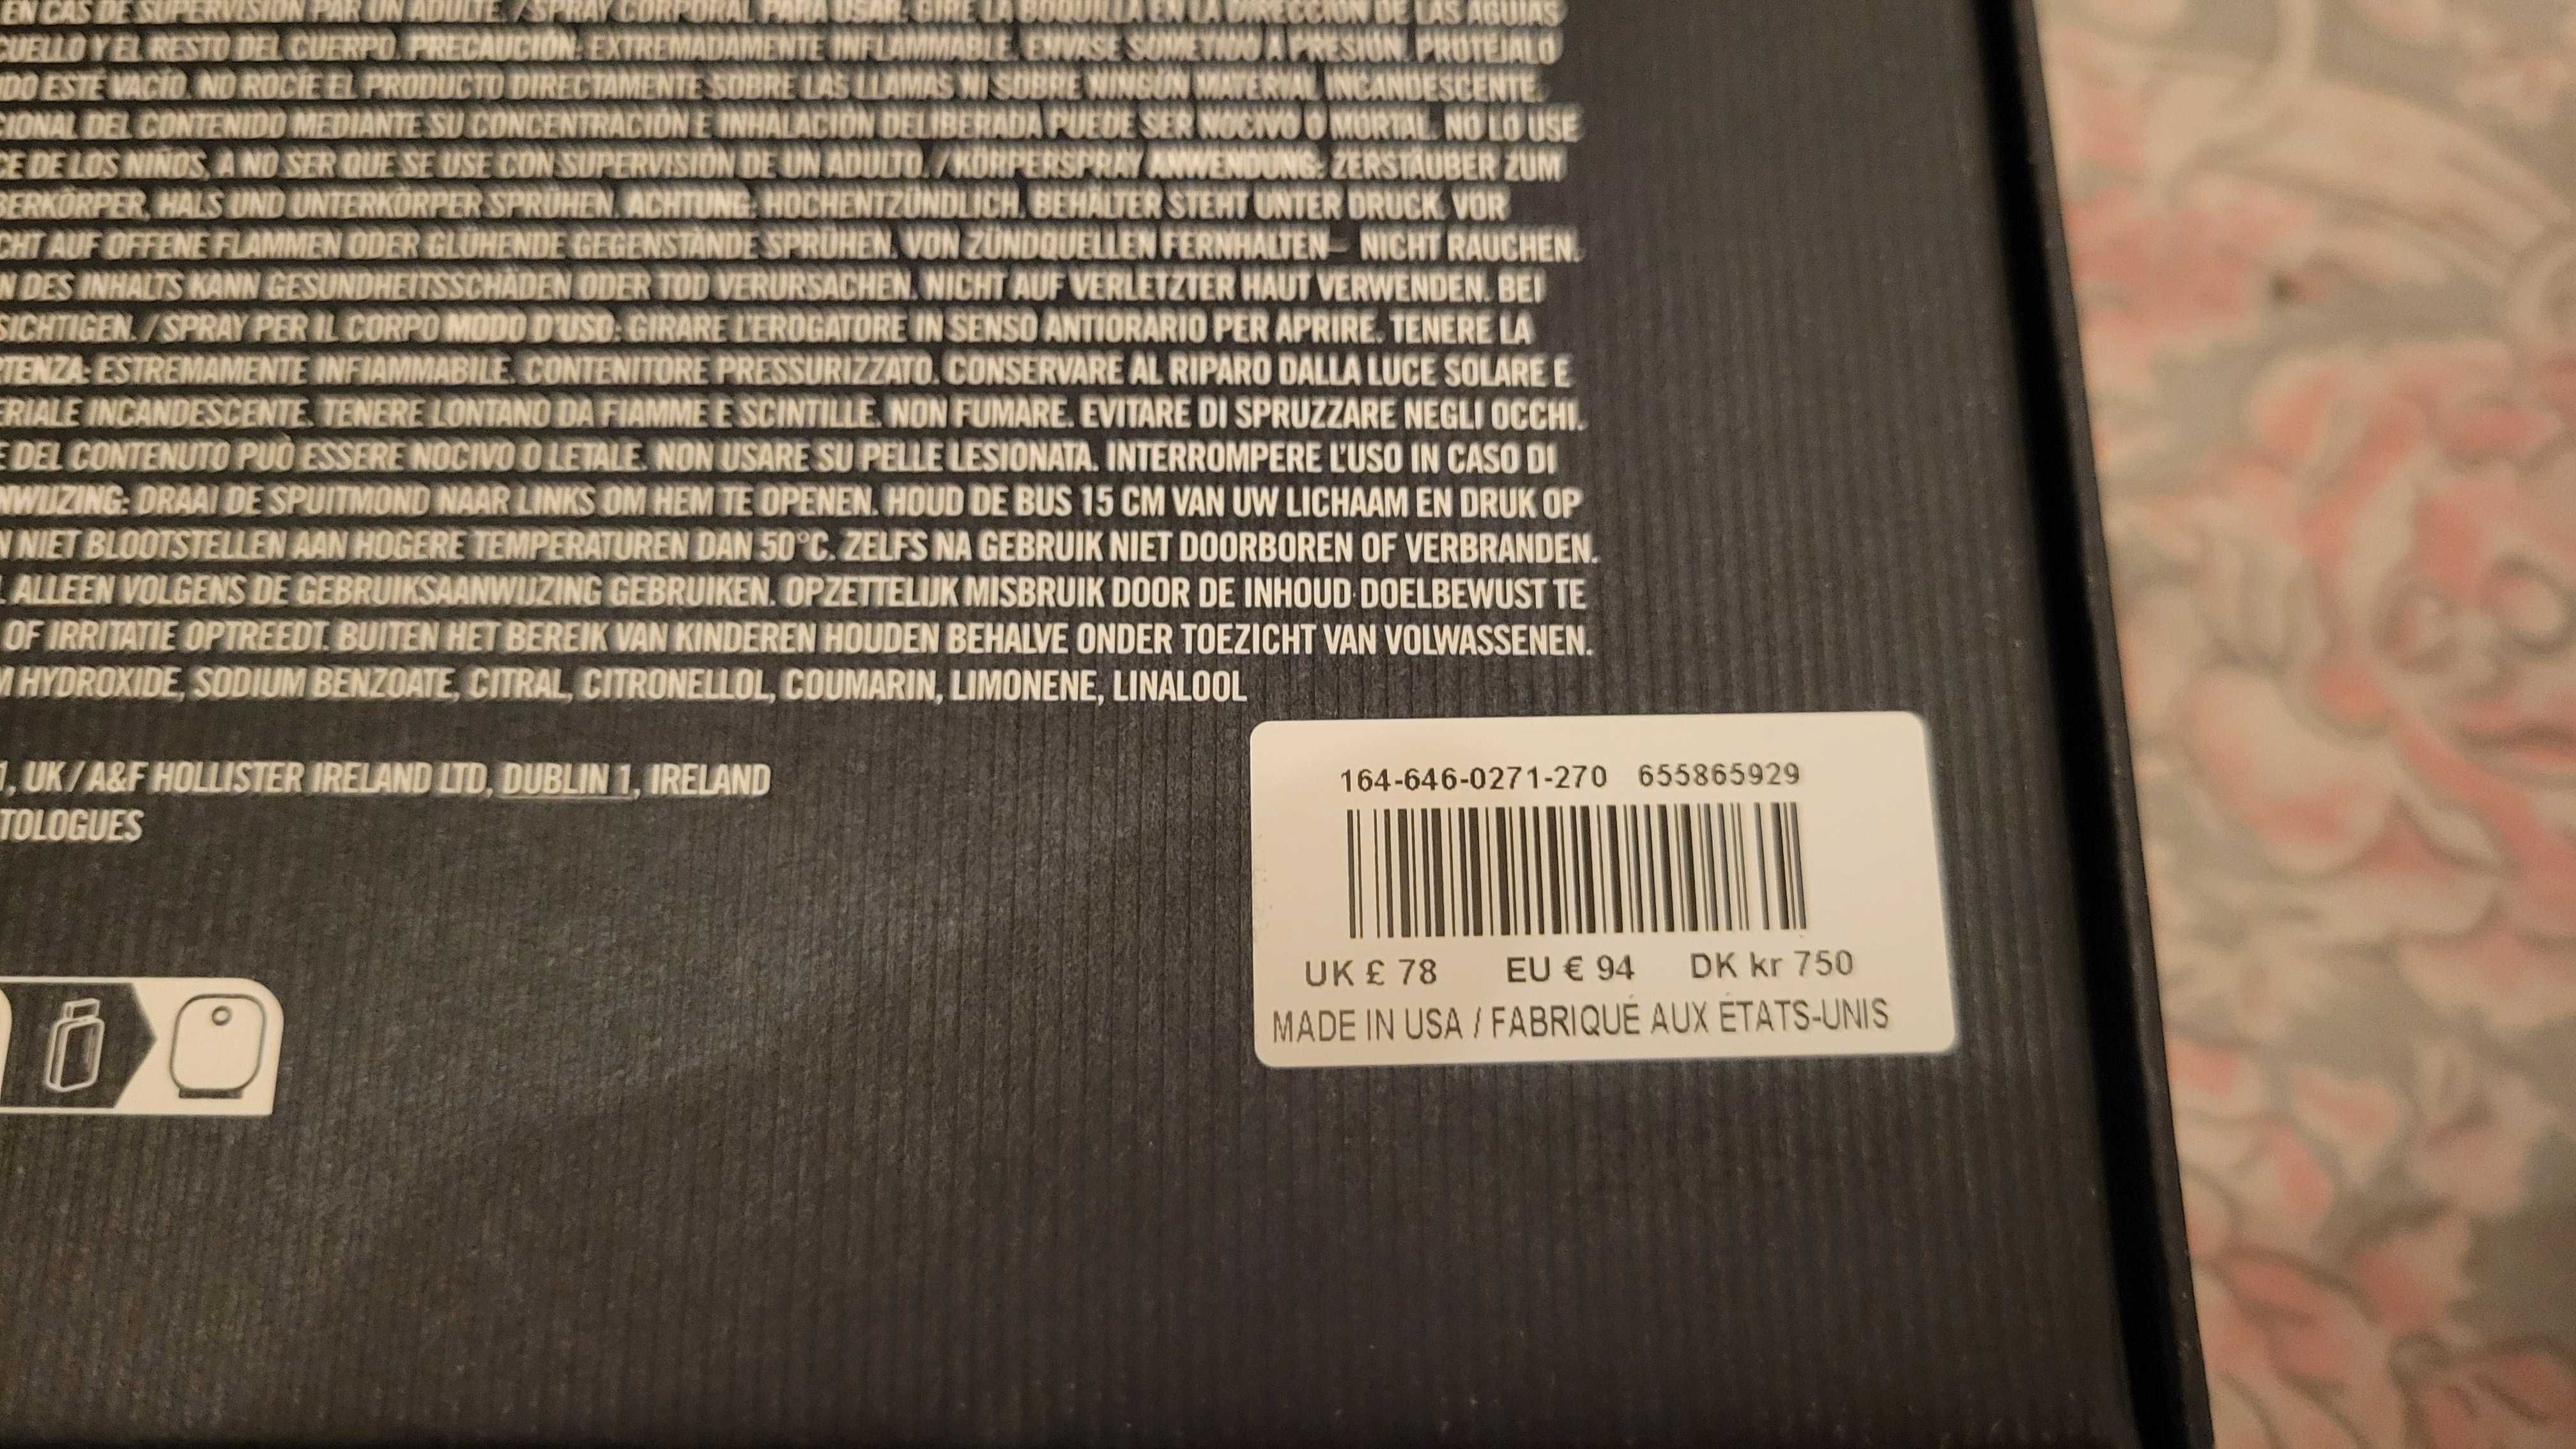 EN CAS DE SUPERVISION PAR UN ADULTE. / SPRAY CORPORAL PARA USAR: GIRE LA BOQUILLA EN LA DIRECCIÓN DE LAS AGUJAS
CUELLO Y EL RESTO DEL CUERPO. PRECAUCIÓN: EXTREMADAMENTE INFLAMMABLE. ENVASE SOMETIDO A PRESIÓN. PROTÉJALO
DO ESTÉ VACÍO. NO ROCÍE EL PRODUCTO DIRECTAMENTE SOBRE LAS LLAMAS NI SOBRE NINGÚN MATERIAL INCANDESCENTE.
CIONAL DEL CONTENIDO MEDIANTE SU CONCENTRACIÓN E INHALACIÓN DELIBERADA PUEDE SER NOCIVO O MORTAL. NO LO USE
CE DE LOS NIÑOS, A NO SER QUE SE USE CON SUPERVISIÓN DE UN ADULTO. / KÖRPERSPRAY ANWENDUNG: ZERSTÄUBER ZUM
BERKÖRPER, HALS UND UNTERKÖRPER SPRÜHEN. ACHTUNG: HOCHENTZÜNDLICH. BEHÄLTER STEHT UNTER DRUCK. VOR
CHT AUF OFFENE FLAMMEN ODER GLÜHENDE GEGENSTÄNDE SPRÜHEN. VON ZÜNDQUELLEN FERNHALTEN– NICHT RAUCHEN.
N DES INHALTS KANN GESUNDHEITSSCHÄDEN ODER TOD VERURSACHEN. NICHT AUF VERLETZTER HAUT VERWENDEN. BEI
SICHTIGEN. / SPRAY PER IL CORPO MODO D'USO: GIRARE L'EROGATORE IN SENSO ANTIORARIO PER APRIRE. TENERE LA
TENZA: ESTREMAMENTE INFIAMMABILE. CONTENITORE PRESSURIZZATO. CONSERVARE AL RIPARO DALLA LUCE SOLARE E
ERIALE INCANDESCENTE. TENERE LONTANO DA FIAMME E SCINTILLE. NON FUMARE. EVITARE DI SPRUZZARE NEGLI OCCHI.
E DEL CONTENUTO PUÒ ESSERE NOCIVO O LETALE. NON USARE SU PELLE LESIONATA. INTERROMPERE L'USO IN CASO DI
NWIJZING: DRAAI DE SPUITMOND NAAR LINKS OM HEM TE OPENEN. HOUD DE BUS 15 CM VAN UW LICHAAM EN DRUK OP
N NIET BLOOTSTELLEN AAN HOGERE TEMPERATUREN DAN 50°C. ZELFS NA GEBRUIK NIET DOORBOREN OF VERBRANDEN.
ALLEEN VOLGENS DE GEBRUIKSAANWIJZING GEBRUIKEN. OPZETTELIJK MISBRUIK DOOR DE INHOUD DOELBEWUST TE
OF IRRITATIE OPTREEDT. BUITEN HET BEREIK VAN KINDEREN HOUDEN BEHALVE ONDER TOEZICHT VAN VOLWASSENEN.
M HYDROXIDE, SODIUM BENZOATE, CITRAL, CITRONELLOL, COUMARIN, LIMONENE, LINALOOL
1, UK / A&F HOLLISTER IRELAND LTD, DUBLIN 1, IRELAND
TOLOGUES
164-646-0271-270 655865929
UK £ 78 EU € 94 DK kr 750
MADE IN USA / FABRIQUÉ AUX ÉTATS-UNIS